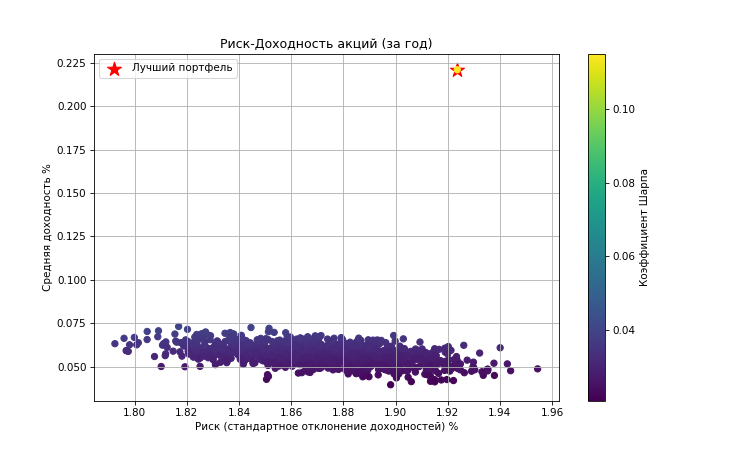 Риск-Доходность акций (за год)
Лучший портфель
Средняя доходность %
0.225
0.200
0.175
0.150
0.125
0.100
0.075
0.050
1.80 1.82 1.84 1.86 1.88 1.90 1.92 1.94 1.96
Риск (стандартное отклонение доходностей) %
0.10
0.08
0.06
0.04
Коэффициент Шарпа